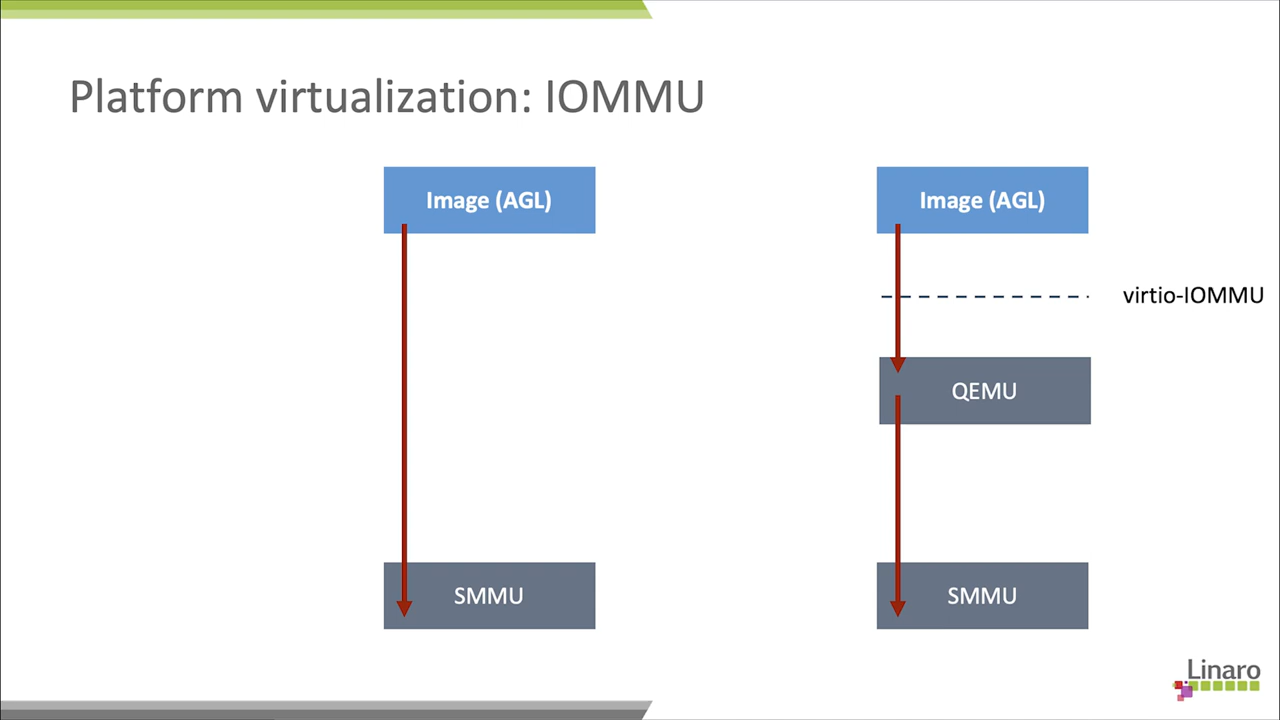 Platform virtualization: IOMMU
Image (AGL)
Image (AGL)
virtio-IOMMU
QEMU
SMMU
SMMU
Linaro